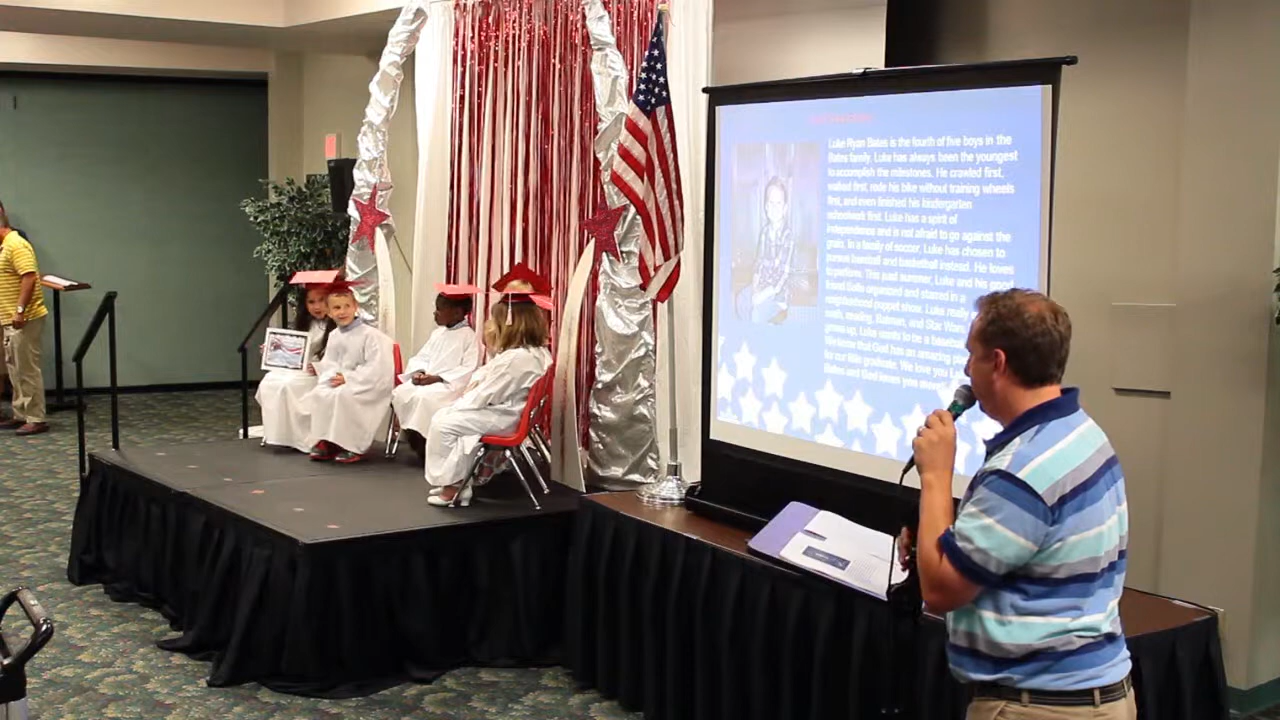 Luke Ryan Bates is the fourth of five boys in the
Bates family. Luke has always been the youngest
to accomplish the milestones. He crawled first,
walked first, rode his bike without training wheels
first, and even finished his kindergarten
schoolwork first. Luke has a spirit of
independence and is not afraid to go against the
grain. In a family of soccer, Luke has chosen to
pursue baseball and basketball instead. He loves
to perform. This past summer, Luke and his good
friend organized and starred in a
neighborhood puppet show. Luke really
math, reading, Batman, and Star Wars.
grows up, Luke wants to be a baseball
We know that God has an amazing
for our little graduate. We love you
Bates and God loves you more!